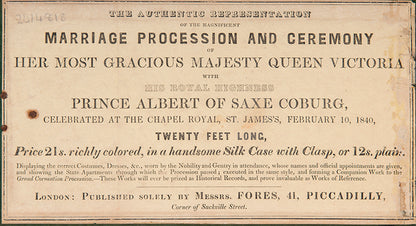 THE AUTHENTIC REPRESENTATION
OF THE MAGNIFICENT
MARRIAGE PROCESSION AND CEREMONY
OF
HER MOST GRACIOUS MAJESTY QUEEN VICTORIA
WITH
HIS ROYAL HIGHNESS
PRINCE ALBERT OF SAXE COBURG,
CELEBRATED AT THE CHAPEL ROYAL, ST. JAMES'S, FEBRUARY 10, 1840,
TWENTY FEET LONG,
Price 21s. richly colored, in a handsome Silk Case with Clasp, or 12s. plain.
Displaying the correct Costumes, Dresses, &c., worn by the Nobility and Gentry in attendance, whose names and official appointments are given,
and showing the State Apartments through which the Procession passed; executed in the same style, and forming a Companion Work to the
Grand Coronation Procession.—These Works will ever be prized as Historical Records, and prove invaluable as Works of Reference.
LONDON: PUBLISHED SOLELY BY MESSRS. FORES, 41, PICCADILLY,
Corner of Sackville Street.